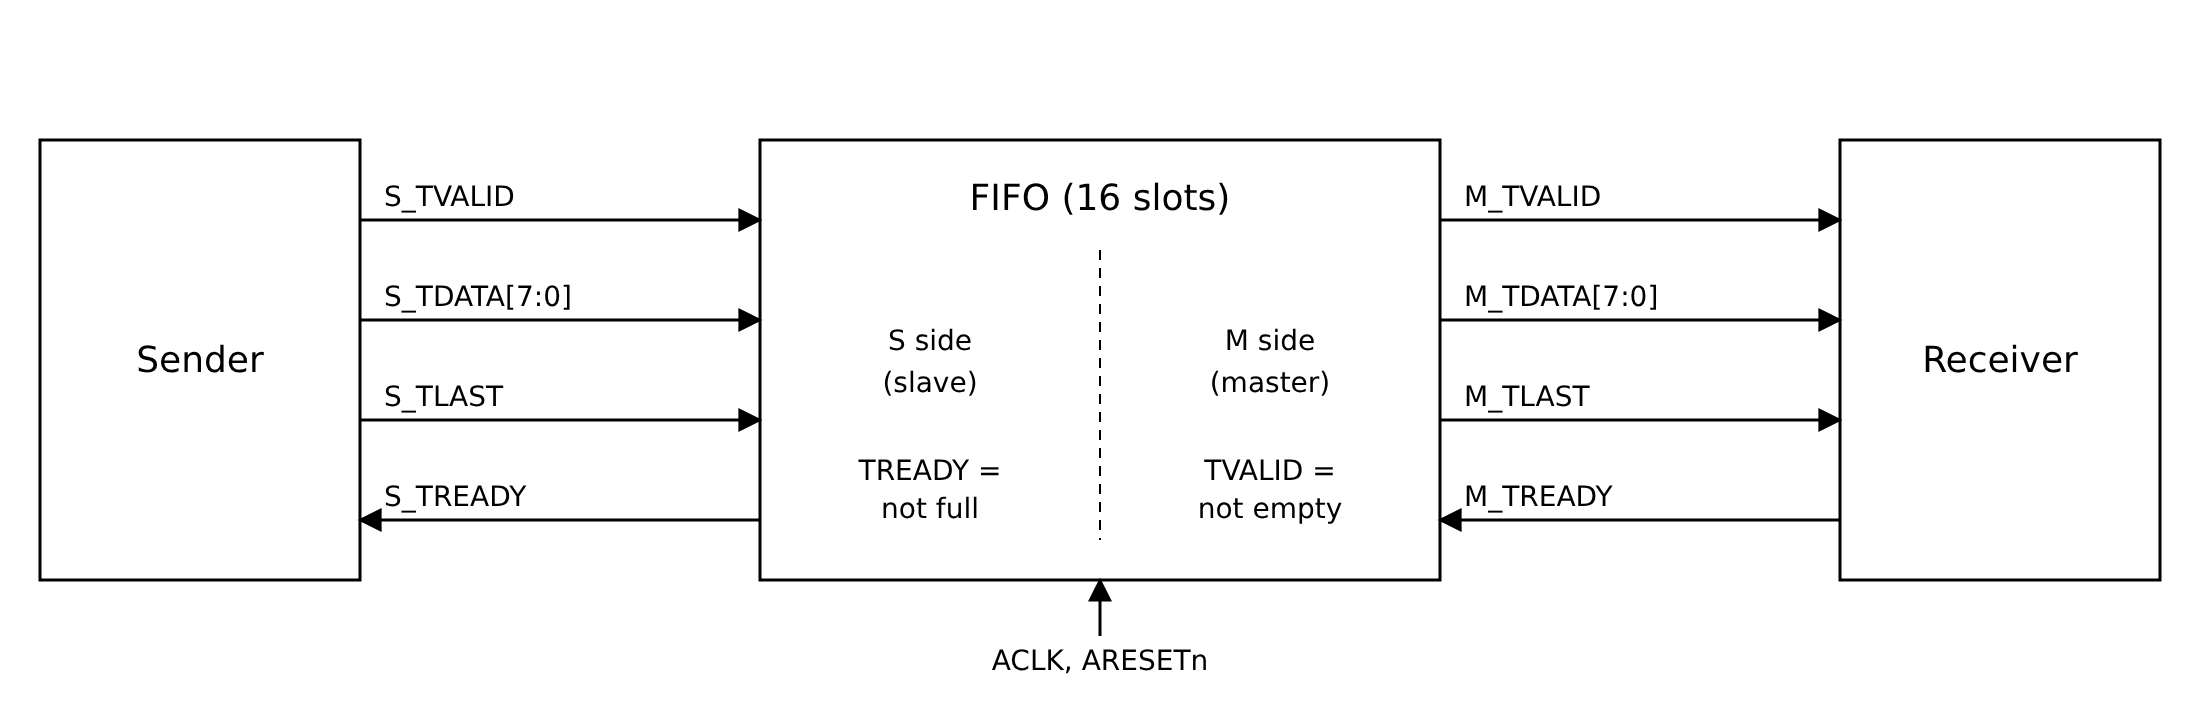 Sender
S_TVALID
S_TDATA[7:0]
S_TLAST
S_TREADY
FIFO (16 slots)
S side
(slave)
TREADY =
not full
M side
(master)
TVALID =
not empty
M_TVALID
M_TDATA[7:0]
M_TLAST
M_TREADY
Receiver
ACLK, ARESETn